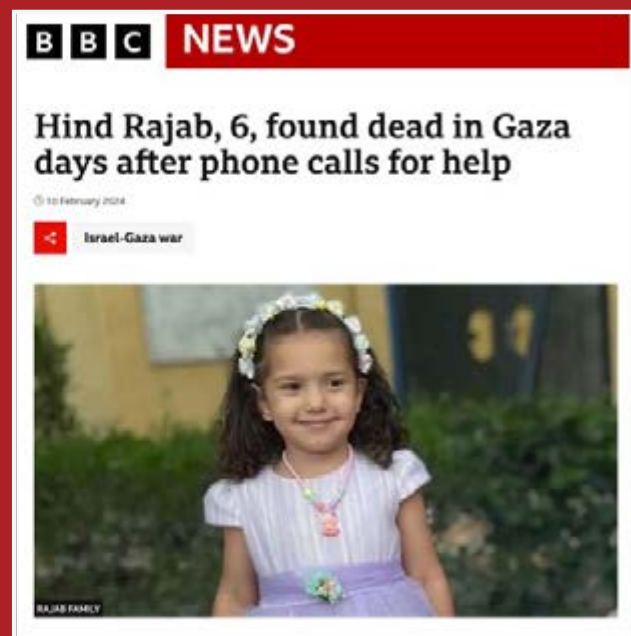 BBC NEWS
Hind Rajab, 6, found dead in Gaza
days after phone calls for help
10 February 2024
Israel-Gaza war
RAJAB FAMILY